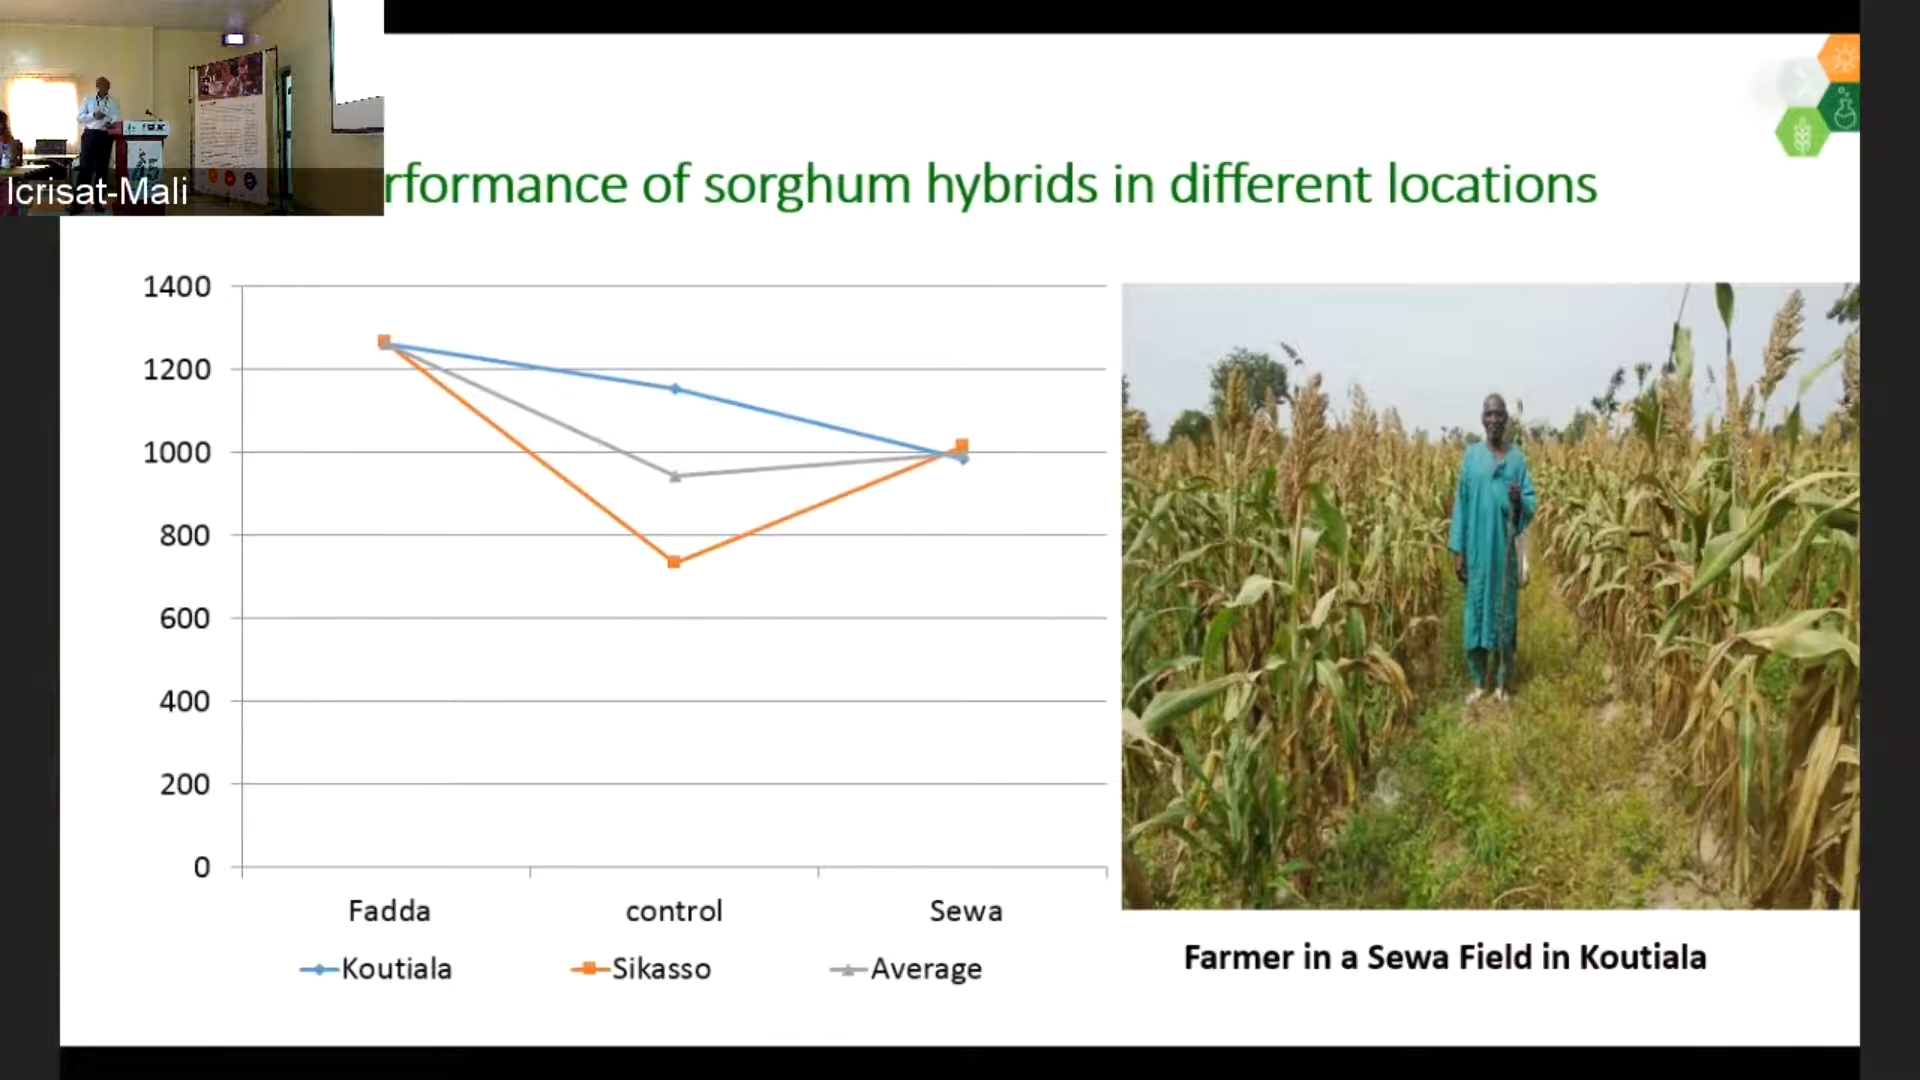 Icrisat-Mali
rformance of sorghum hybrids in different locations
1400
1200
1000
800
600
400
200
0
Fadda control Sewa
Koutiala Sikasso Average
Farmer in a Sewa Field in Koutiala